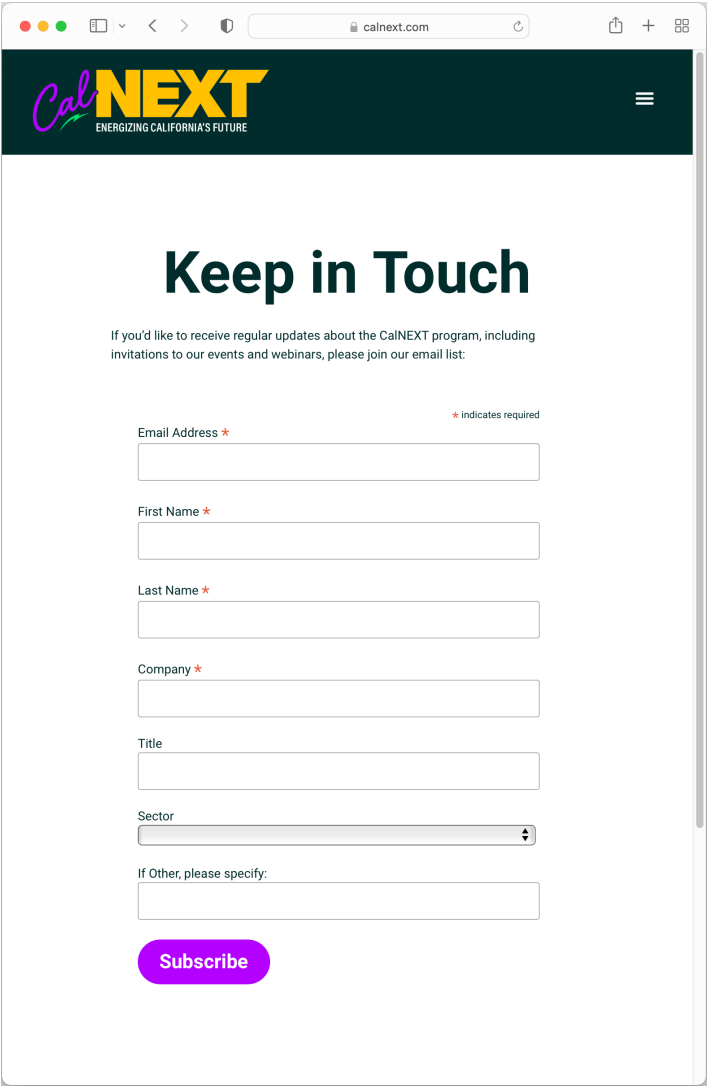 calnext.com
Cal NEXT
ENERGIZING CALIFORNIA'S FUTURE
Keep in Touch
If you'd like to receive regular updates about the CalNEXT program, including
invitations to our events and webinars, please join our email list:
* indicates required
Email Address *
First Name *
Last Name *
Company *
Title
Sector
If Other, please specify:
Subscribe